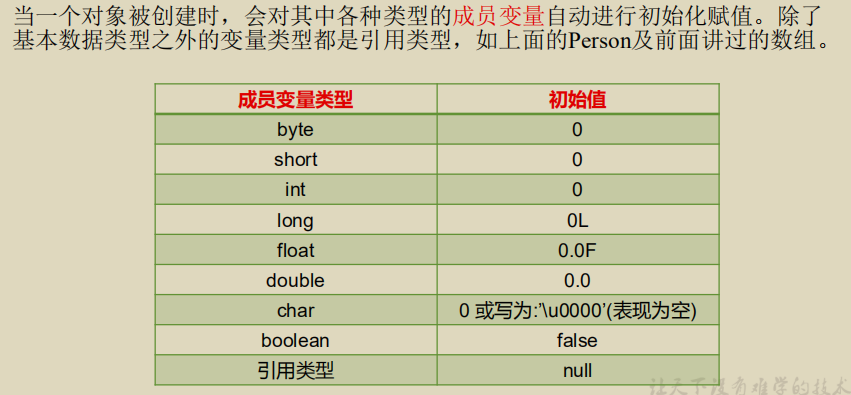 当一个对象被创建时，会对其中各种类型的成员变量自动进行初始化赋值。除了
基本数据类型之外的变量类型都是引用类型，如上面的Person及前面讲过的数组。
成员变量类型 初始值
byte 0
short 0
int 0
long 0L
float 0.0F
double 0.0
char 0 或写为:’\u0000’(表现为空)
boolean false
引用类型 null
让天下没有难学的技术